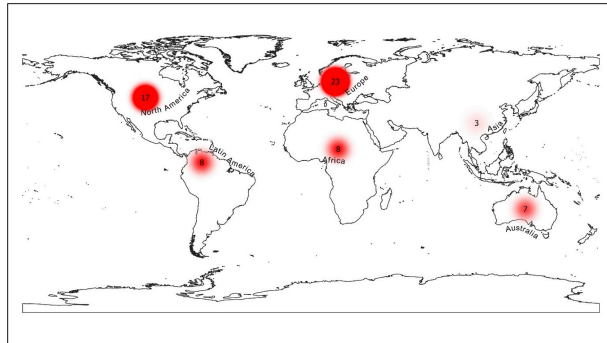 23
Europe
17
North America
3
Asia
8
Africa
Latin America
8
7
Australia